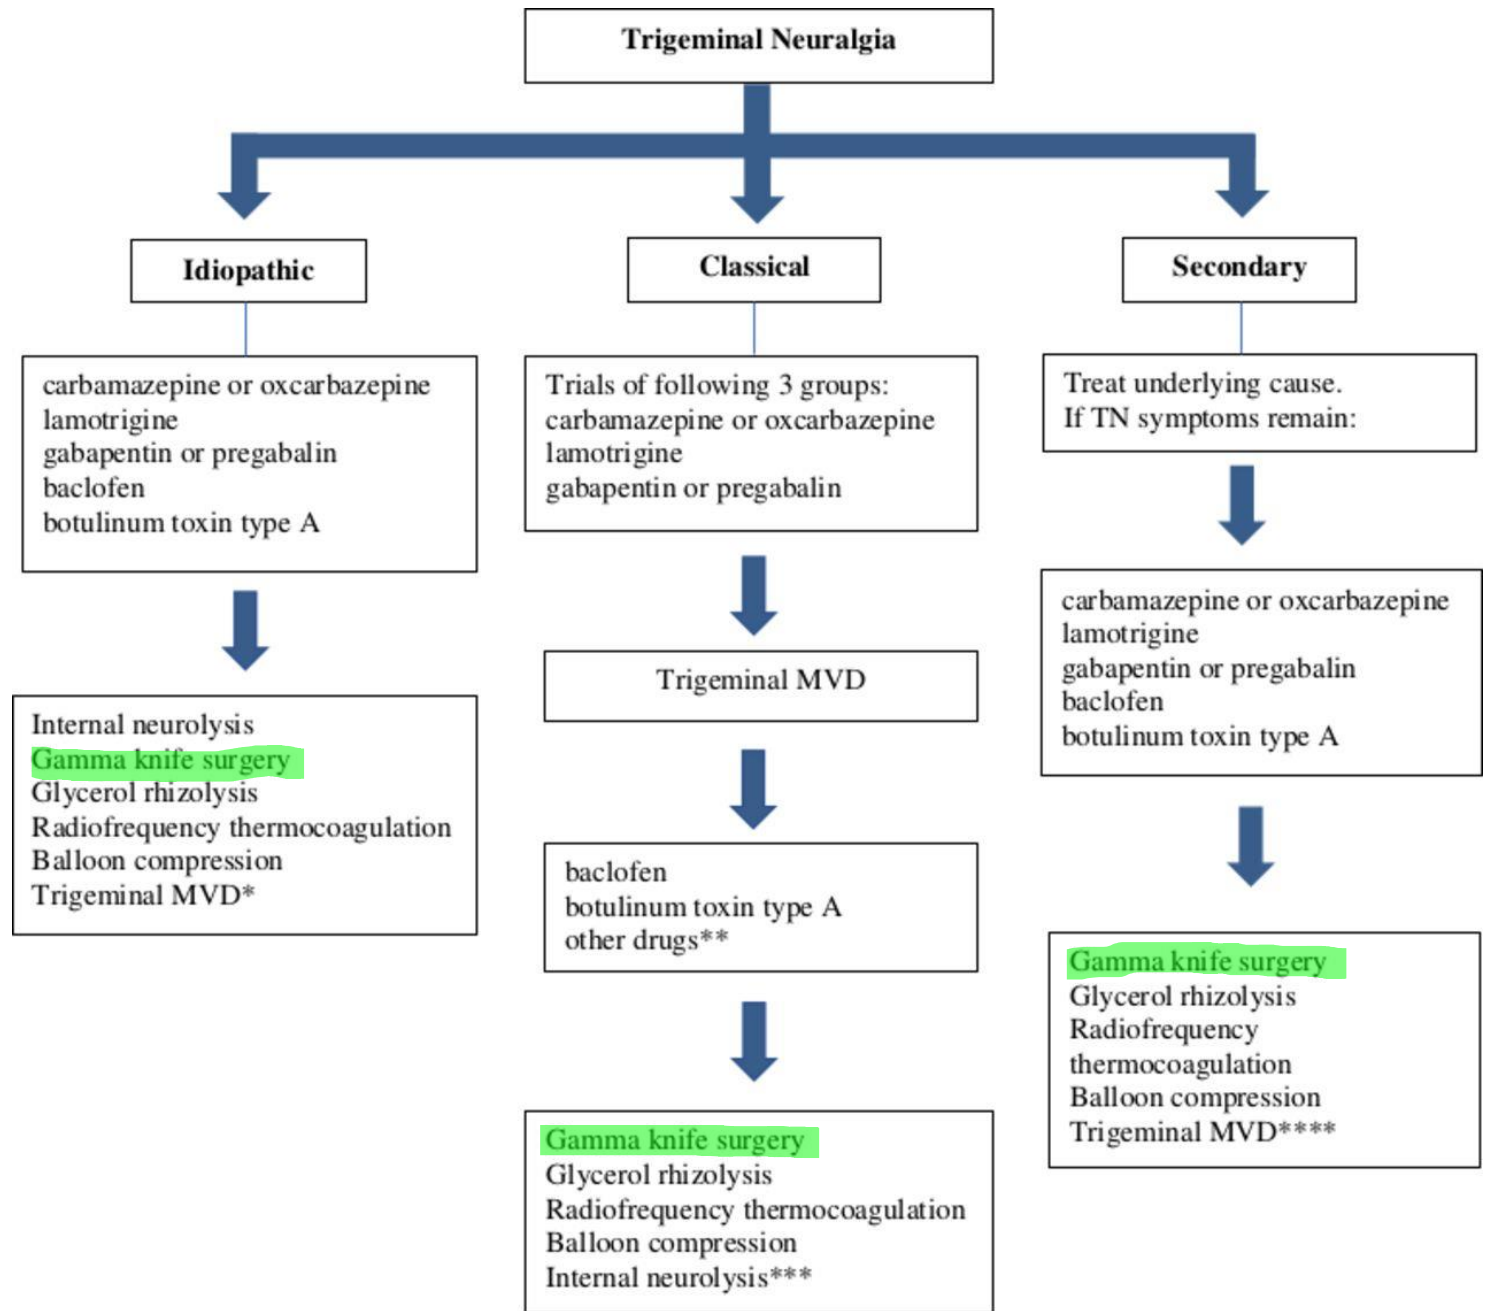 Trigeminal Neuralgia
Idiopathic
carbamazepine or oxcarbazepine
lamotrigine
gabapentin or pregabalin
baclofen
botulinum toxin type A
Internal neurolysis
Gamma knife surgery
Glycerol rhizolysis
Radiofrequency thermocoagulation
Balloon compression
Trigeminal MVD*
Classical
Trials of following 3 groups:
carbamazepine or oxcarbazepine
lamotrigine
gabapentin or pregabalin
Trigeminal MVD
baclofen
botulinum toxin type A
other drugs**
Gamma knife surgery
Glycerol rhizolysis
Radiofrequency thermocoagulation
Balloon compression
Internal neurolysis***
Secondary
Treat underlying cause.
If TN symptoms remain:
carbamazepine or oxcarbazepine
lamotrigine
gabapentin or pregabalin
baclofen
botulinum toxin type A
Gamma knife surgery
Glycerol rhizolysis
Radiofrequency
thermocoagulation
Balloon compression
Trigeminal MVD****